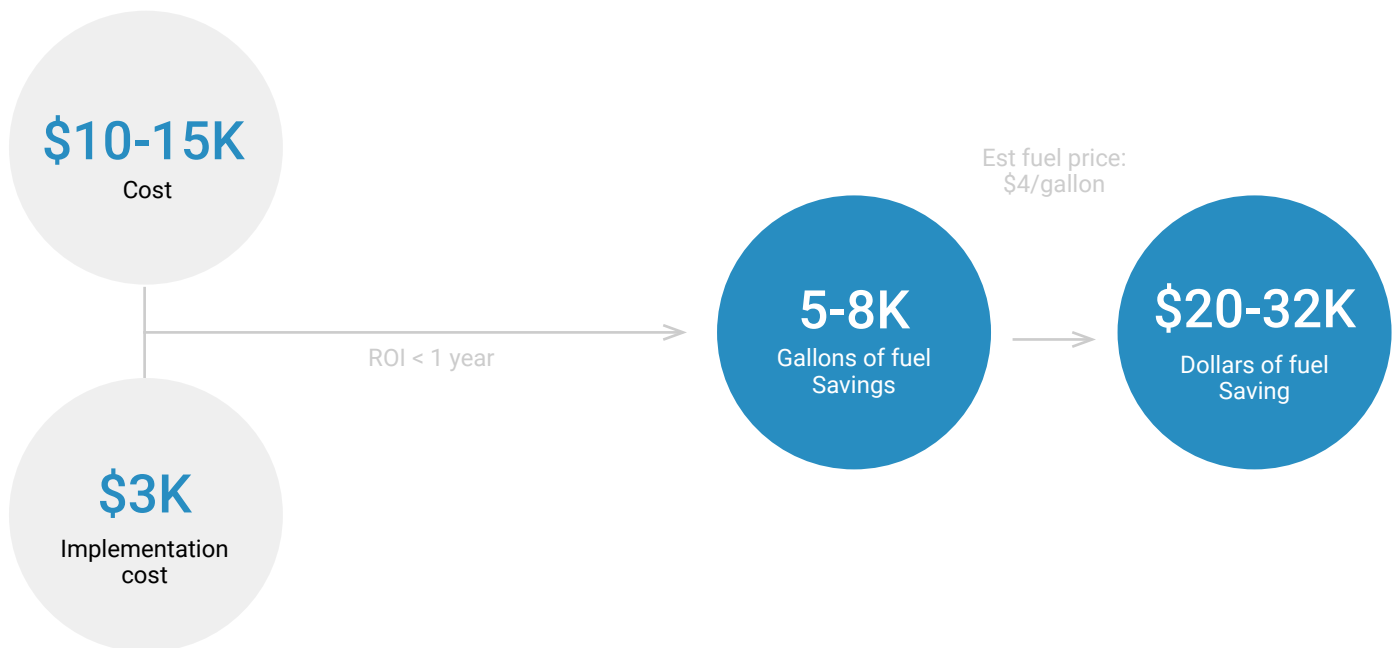 $10-15K
Cost
$3K
Implementation
cost
ROI < 1 year
5-8K
Gallons of fuel
Savings
Est fuel price:
$4/gallon
$20-32K
Dollars of fuel
Saving